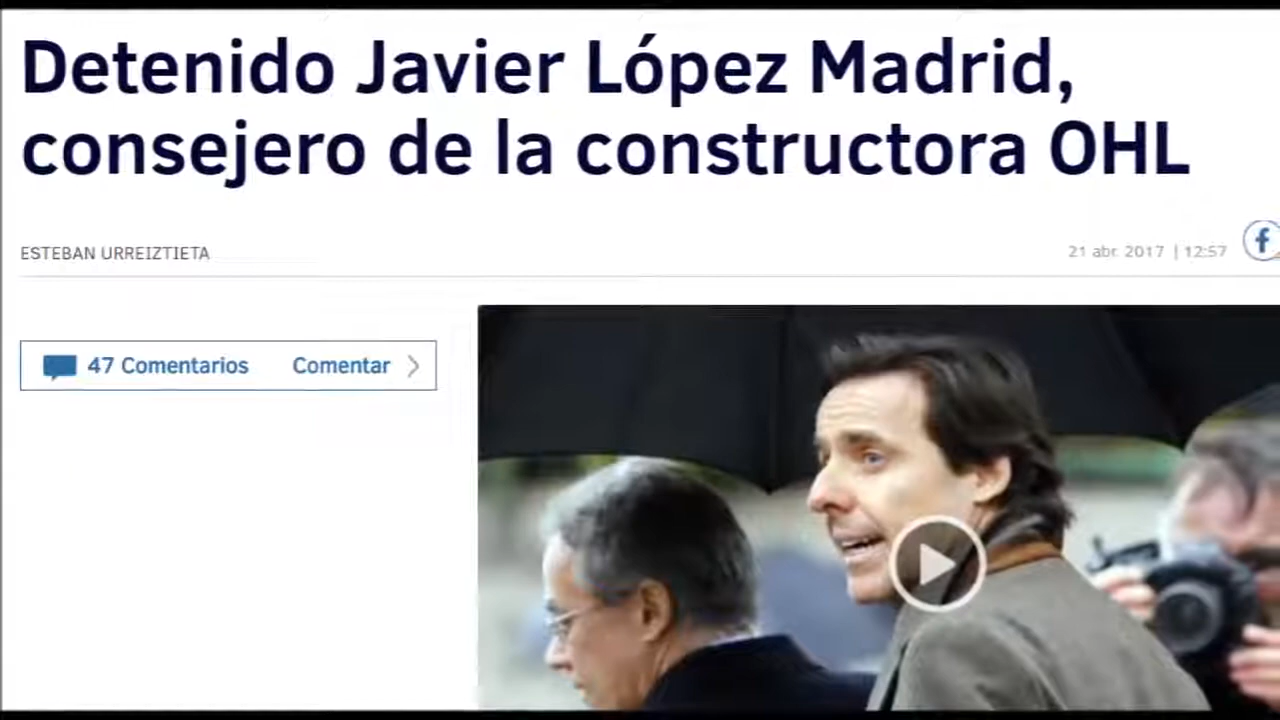 Detenido Javier López Madrid,
consejero de la constructora OHL
ESTEBAN URREIZTIETA
21 abr. 2017 | 12:57
f
47 Comentarios Comentar